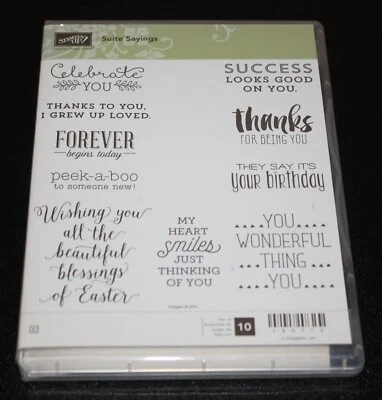 STAMPIN' UP!
Suite Sayings
Celebrate
YOU
SUCCESS
LOOKS GOOD
ON YOU.
THANKS TO YOU,
I GREW UP LOVED.
thanks
FOR BEING YOU
FOREVER
begins today
THEY SAY IT'S
your birthday
peek-a-boo
to someone new!
Wishing you
all the
beautiful
blessings
of Easter
MY
HEART
smiles
JUST
THINKING
OF YOU
YOU
WONDERFUL
THING
YOU
10